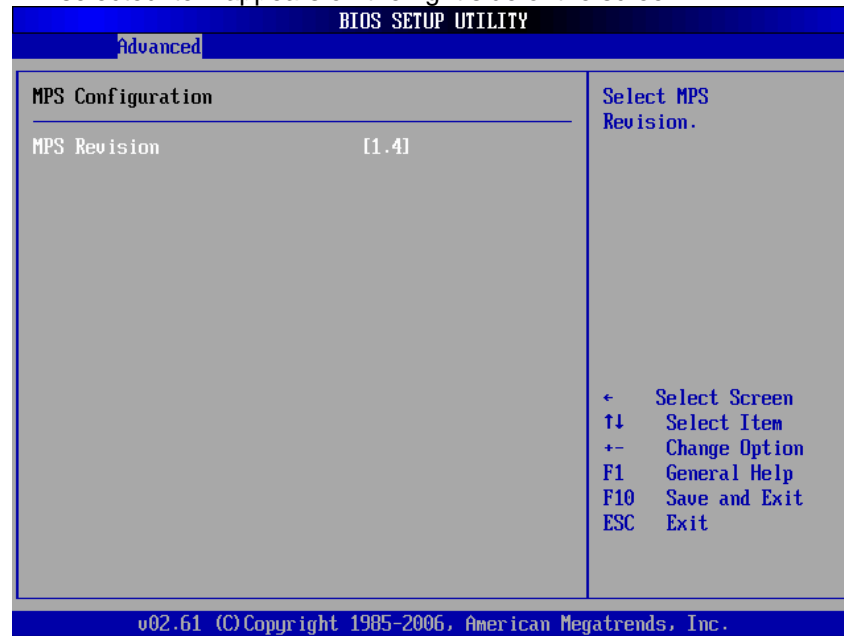 BIOS SETUP UTILITY
Advanced
MPS Configuration
MPS Revision [1.4]
Select MPS
Revision.
← Select Screen
↑↓ Select Item
+- Change Option
F1 General Help
F10 Save and Exit
ESC Exit
v02.61 (C)Copyright 1985-2006, American Megatrends, Inc.